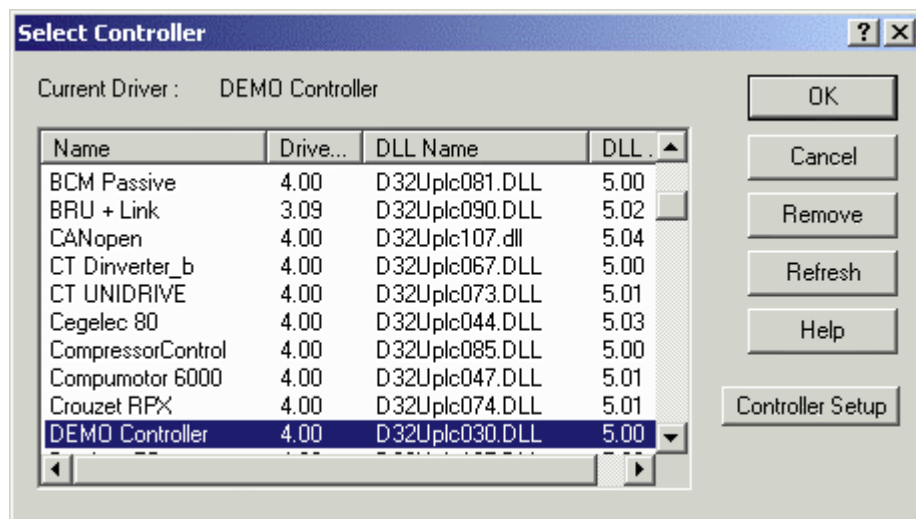 Select Controller
Current Driver : DEMO Controller
Name Drive... DLL Name DLL .
BCM Passive 4.00 D32Uplc081.DLL 5.00
BRU + Link 3.09 D32Uplc090.DLL 5.02
CANopen 4.00 D32Uplc107.dll 5.04
CT Dinverter_b 4.00 D32Uplc067.DLL 5.00
CT UNIDRIVE 4.00 D32Uplc073.DLL 5.01
Cegelec 80 4.00 D32Uplc044.DLL 5.03
CompressorControl 4.00 D32Uplc085.DLL 5.00
Compumotor 6000 4.00 D32Uplc047.DLL 5.01
Crouzet RPX 4.00 D32Uplc074.DLL 5.01
DEMO Controller 4.00 D32Uplc030.DLL 5.00
OK
Cancel
Remove
Refresh
Help
Controller Setup